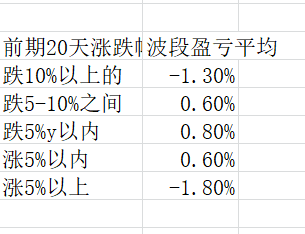 前期20天涨跌 波段盈亏平均
跌10%以上的 -1.30%
跌5-10%之间 0.60%
跌5%y以内 0.80%
涨5%以内 0.60%
涨5%以上 -1.80%